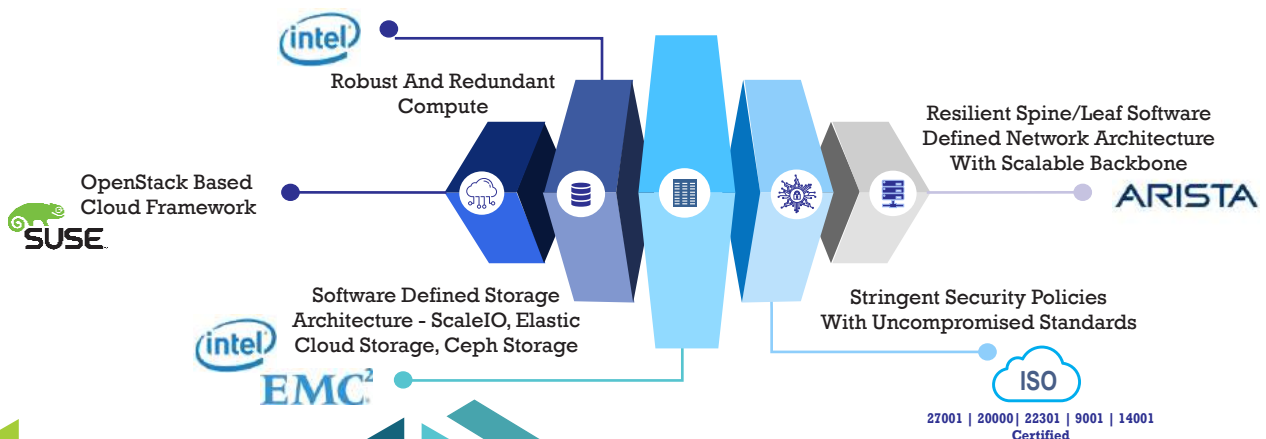 intel
Robust And Redundant
Compute
OpenStack Based
Cloud Framework
SUSE
Software Defined Storage
Architecture - ScaleIO, Elastic
Cloud Storage, Ceph Storage
intel
EMC²
Resilient Spine/Leaf Software
Defined Network Architecture
With Scalable Backbone
ARISTA
Stringent Security Policies
With Uncompromised Standards
ISO
27001 | 20000| 22301 | 9001 | 14001
Certified